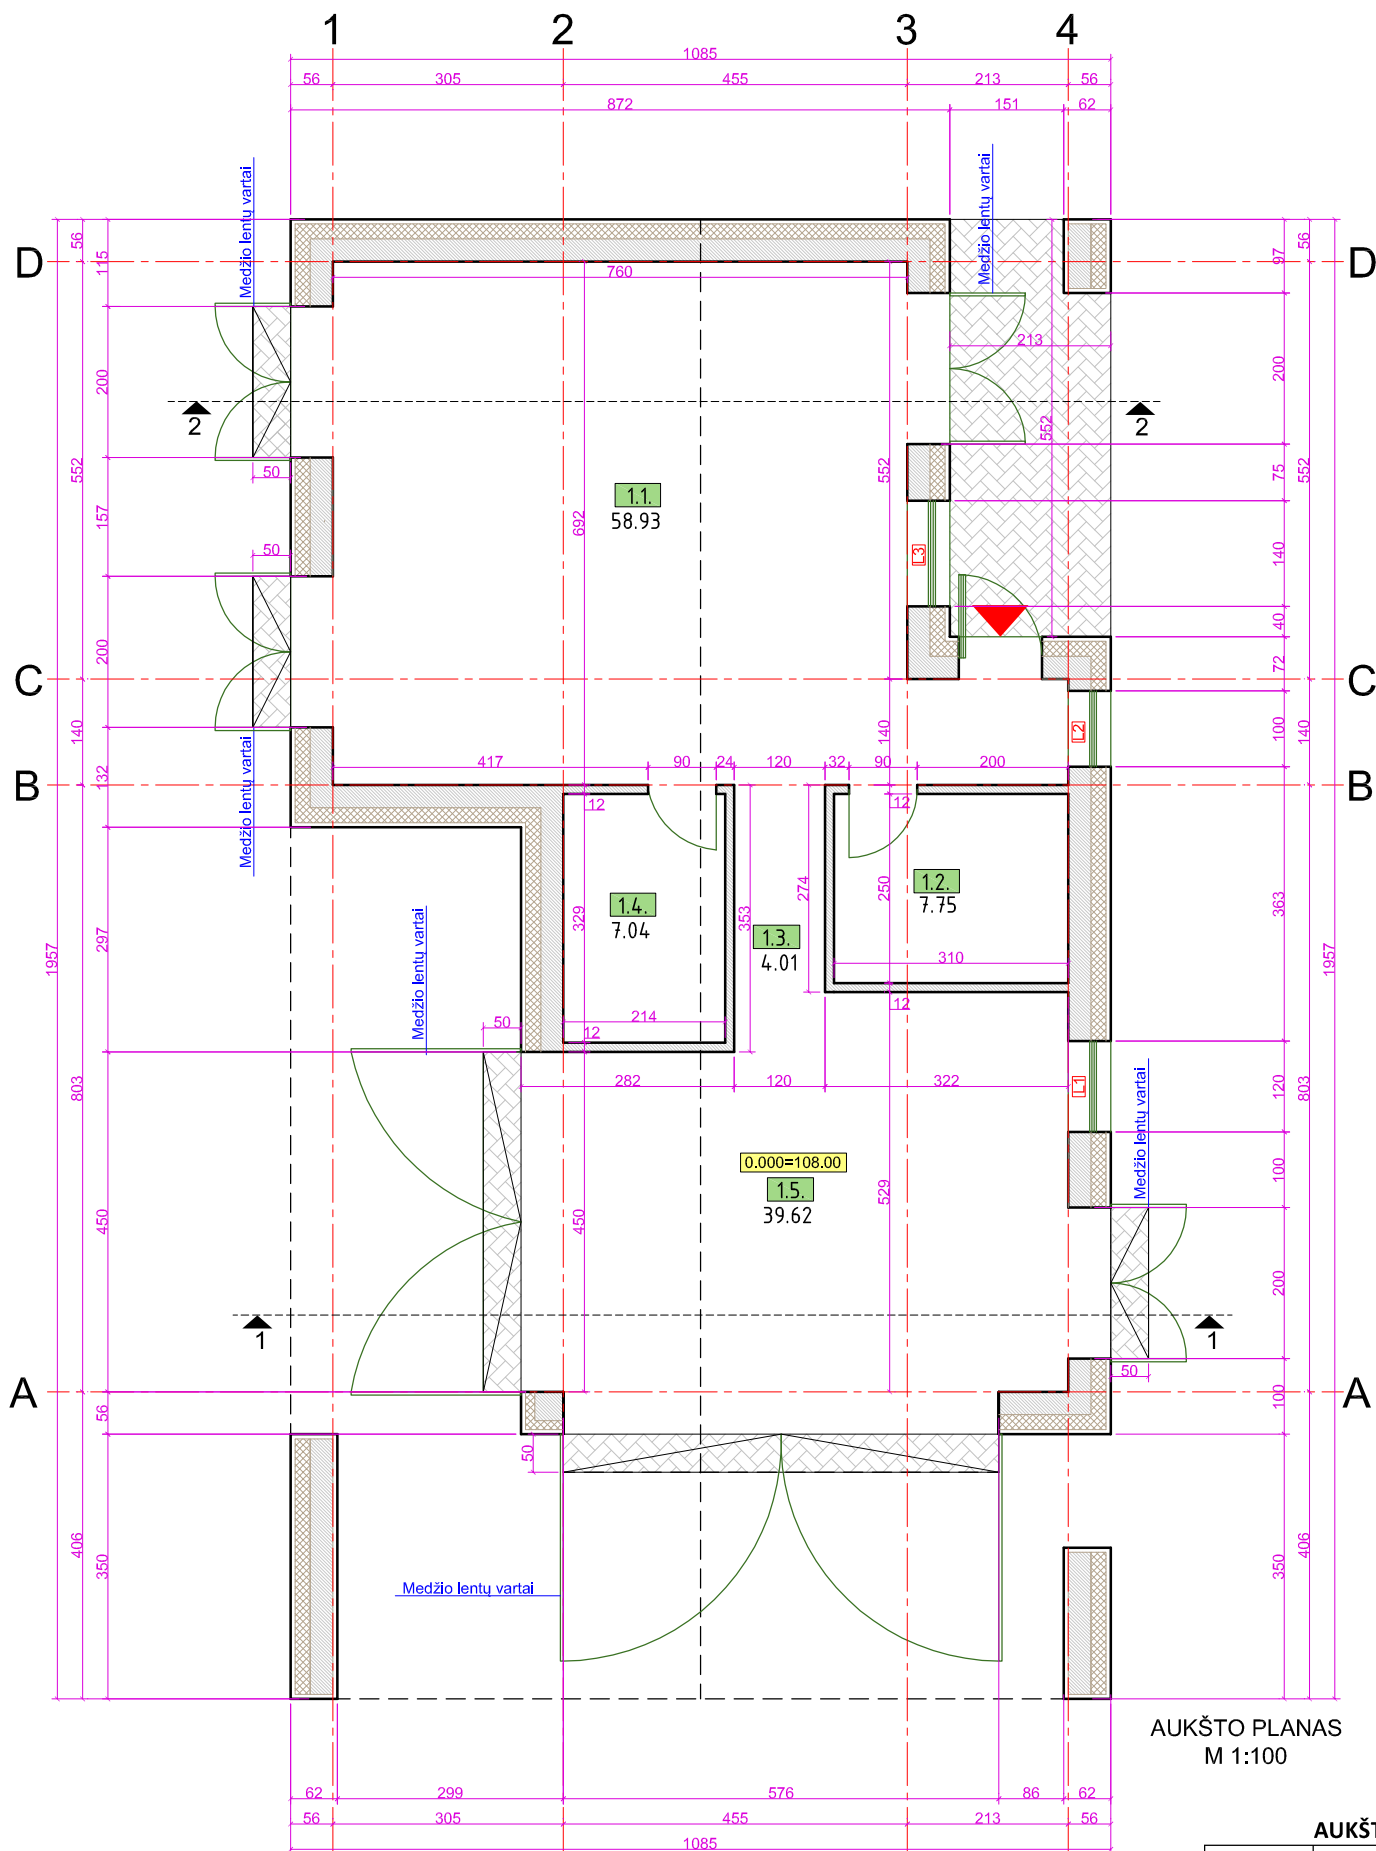 1 2 3 4
1085
56 305 455 213 56
872 151 62
Medžio lentų vartai
Medžio lentų vartai
56
115
97
56
D
D
760
213
200
200
2
2
552
552
552
552
692
50
75
1.1.
58.93
157
140
L3
50
40
200
72
C
C
140
140
100
140
L2
132
417 90 24 120 32 90 200
B
B
12
12
Medžio lentų vartai
1.2.
7.75
1.4.
7.04
1.3.
4.01
274
250
329
353
363
297
Medžio lentų vartai
1957
1957
310
12
214
12
50
282 120 322
803
120
803
L1
Medžio lentų vartai
0.000=108.00
1.5.
39.62
100
529
450
450
200
1
1
50
A
A
56
100
50
406
350
350
406
Medžio lentų vartai
AUKŠTO PLANAS
M 1:100
62 299 576 86 62
56 305 455 213 56
1085
AUKŠT